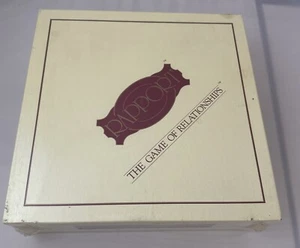 RAPPORT
THE GAME OF RELATIONSHIPS